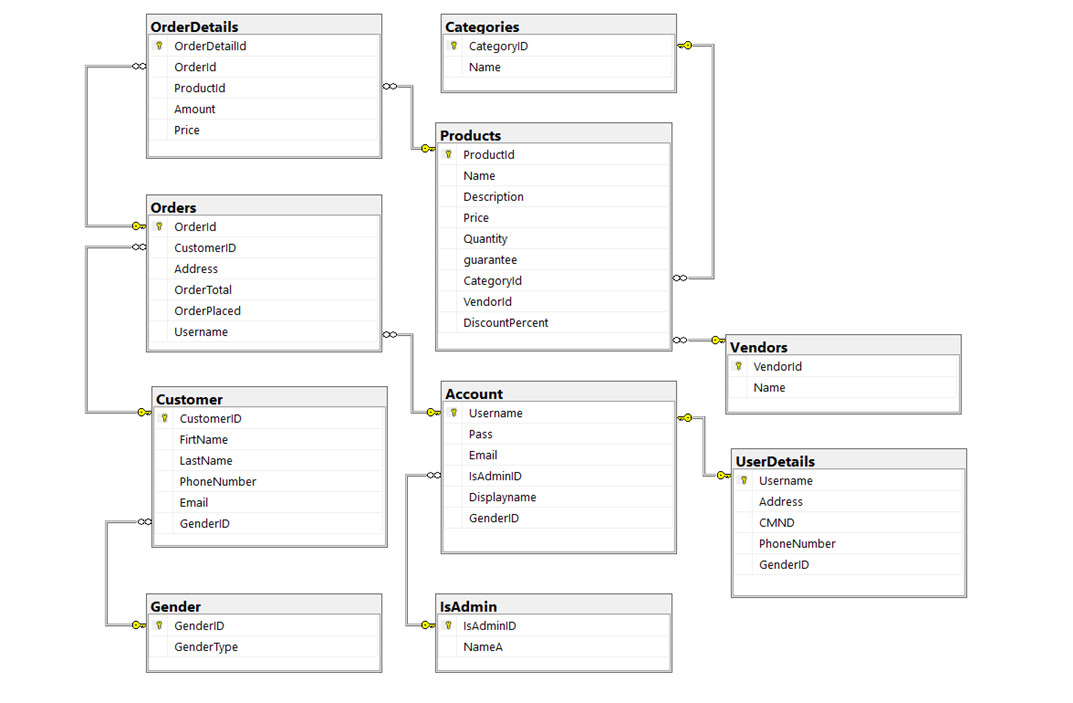 OrderDetails
OrderDetailId
OrderId
ProductId
Amount
Price
Categories
CategoryID
Name
Products
ProductId
Name
Description
Price
Quantity
guarantee
CategoryId
VendorId
DiscountPercent
Orders
OrderId
CustomerID
Address
OrderTotal
OrderPlaced
Username
Vendors
VendorId
Name
Customer
CustomerID
FirtName
LastName
PhoneNumber
Email
GenderID
Account
Username
Pass
Email
IsAdminID
Displayname
GenderID
UserDetails
Username
Address
CMND
PhoneNumber
GenderID
Gender
GenderID
GenderType
IsAdmin
IsAdminID
NameA